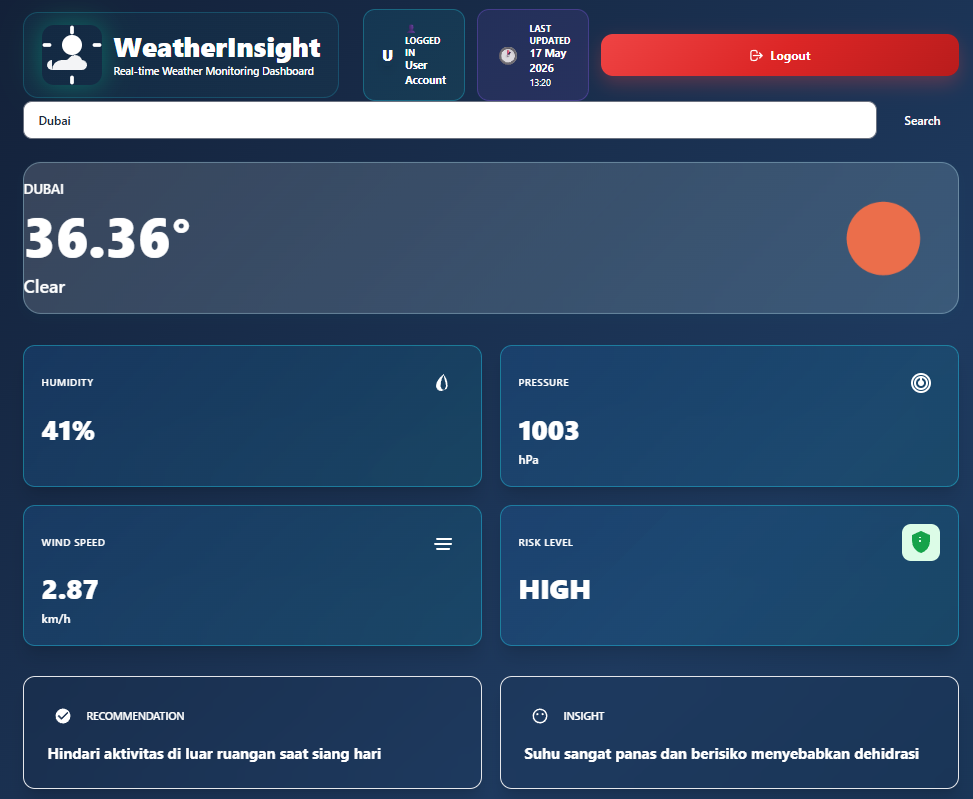 WeatherInsight
Real-time Weather Monitoring Dashboard
U
LOGGED
IN
User
Account
LAST
UPDATED
17 May
2026
13:20
Logout
Dubai
Search
DUBAI
36.36°
Clear
HUMIDITY
41%
PRESSURE
1003
hPa
WIND SPEED
2.87
km/h
RISK LEVEL
HIGH
RECOMMENDATION
Hindari aktivitas di luar ruangan saat siang hari
INSIGHT
Suhu sangat panas dan berisiko menyebabkan dehidrasi